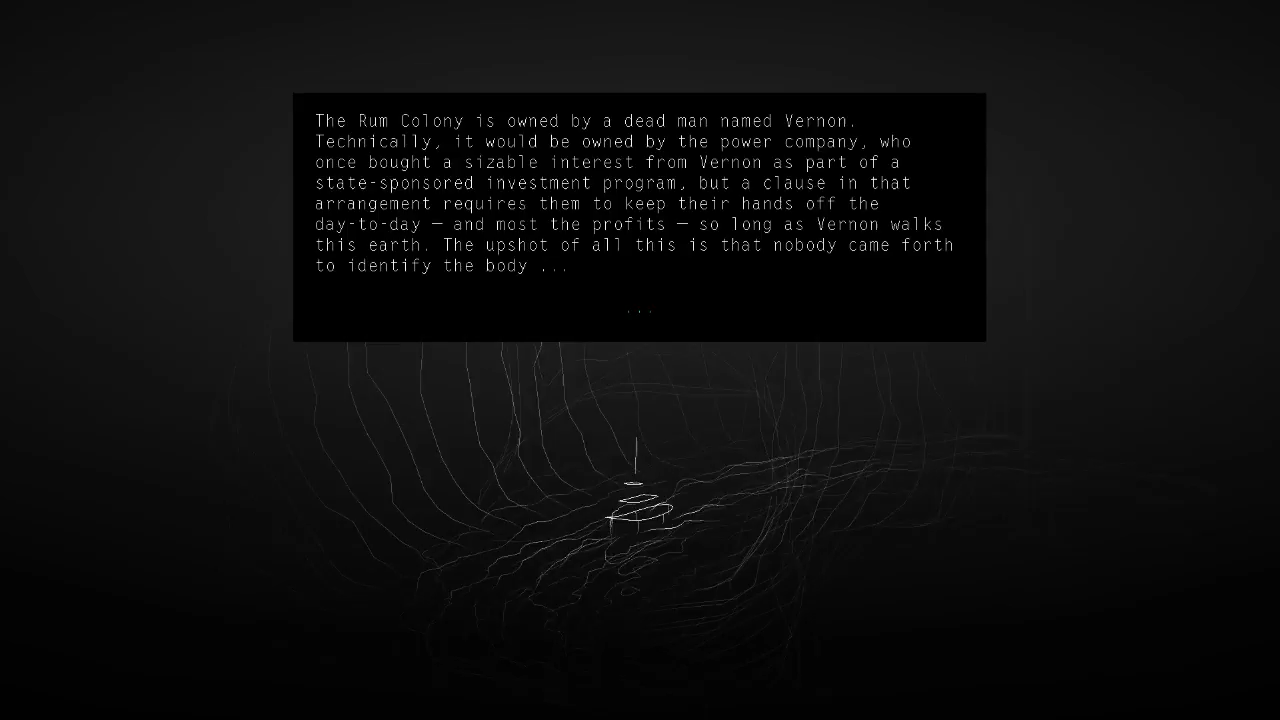 The Rum Colony is owned by a dead man named Vernon.
Technically, it would be owned by the power company, who
once bought a sizable interest from Vernon as part of a
state-sponsored investment program, but a clause in that
arrangement requires them to keep their hands off the
day-to-day — and most the profits — so long as Vernon walks
this earth. The upshot of all this is that nobody came forth
to identify the body ...
...